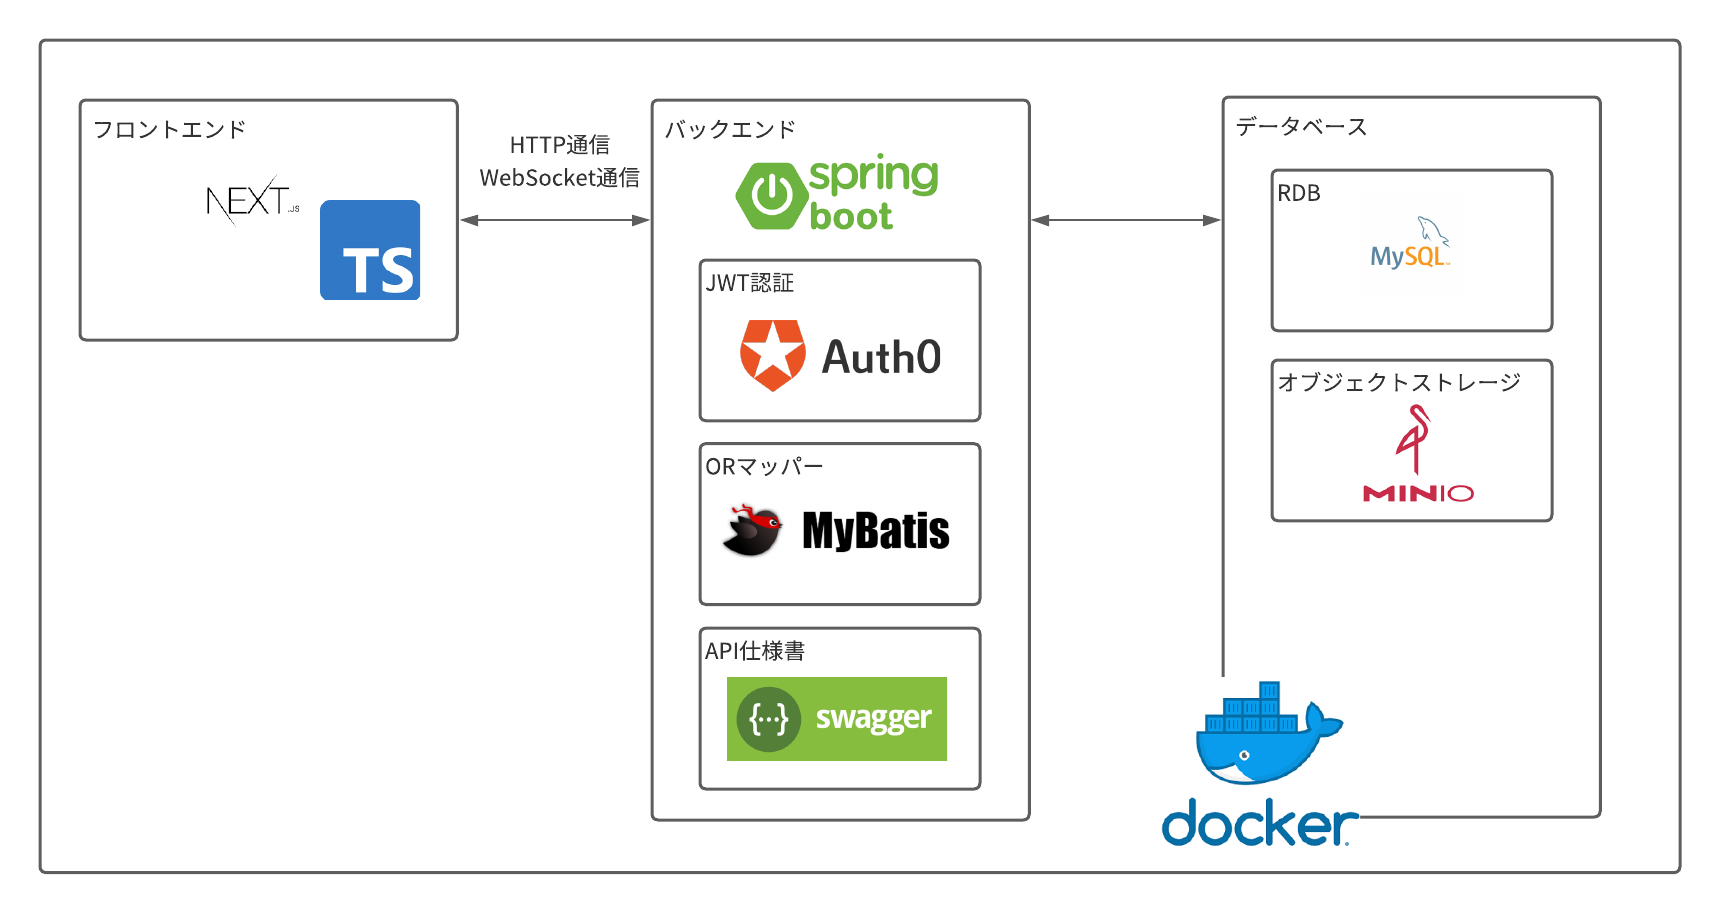 フロントエンド
NEXT.JS
TS
HTTP通信
WebSocket通信
バックエンド
spring
boot
JWT認証
Auth0
ORマッパー
MyBatis
API仕様書
{···} swagger
データベース
RDB
MySQL™
オブジェクトストレージ
MINIO
docker